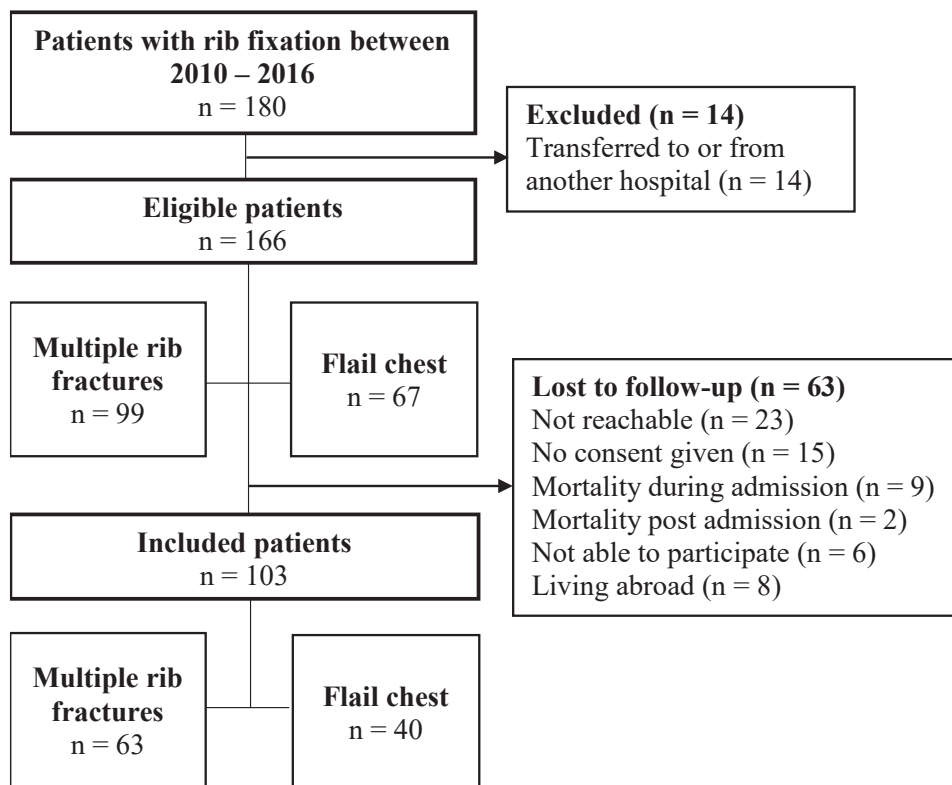 Patients with rib fixation between
2010 – 2016
n = 180
Excluded (n = 14)
Transferred to or from
another hospital (n = 14)
Eligible patients
n = 166
Multiple rib
fractures
n = 99
Flail chest
n = 67
Lost to follow-up (n = 63)
Not reachable (n = 23)
No consent given (n = 15)
Mortality during admission (n = 9)
Mortality post admission (n = 2)
Not able to participate (n = 6)
Living abroad (n = 8)
Included patients
n = 103
Multiple rib
fractures
n = 63
Flail chest
n = 40